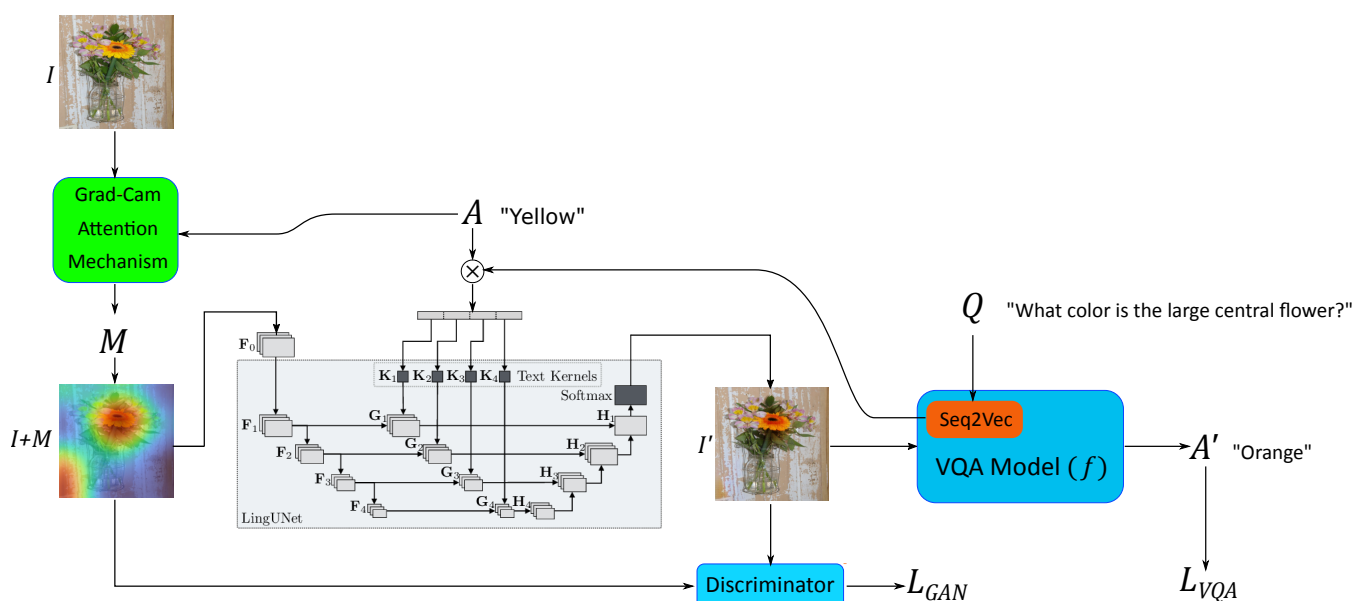 I
Grad-Cam
Attention
Mechanism
A "Yellow"
Q "What color is the large central flower?"
M
F₀
K₁ K₂ K₃ K₄ Text Kernels
Softmax
F₁ G₁ H₁
F₂ G₂ H₂
F₃ G₃ H₃
F₄ G₄ H₄
LingUNet
I+M
I'
Seq2Vec
VQA Model (f)
A' "Orange"
Discriminator
L_GAN
L_VQA